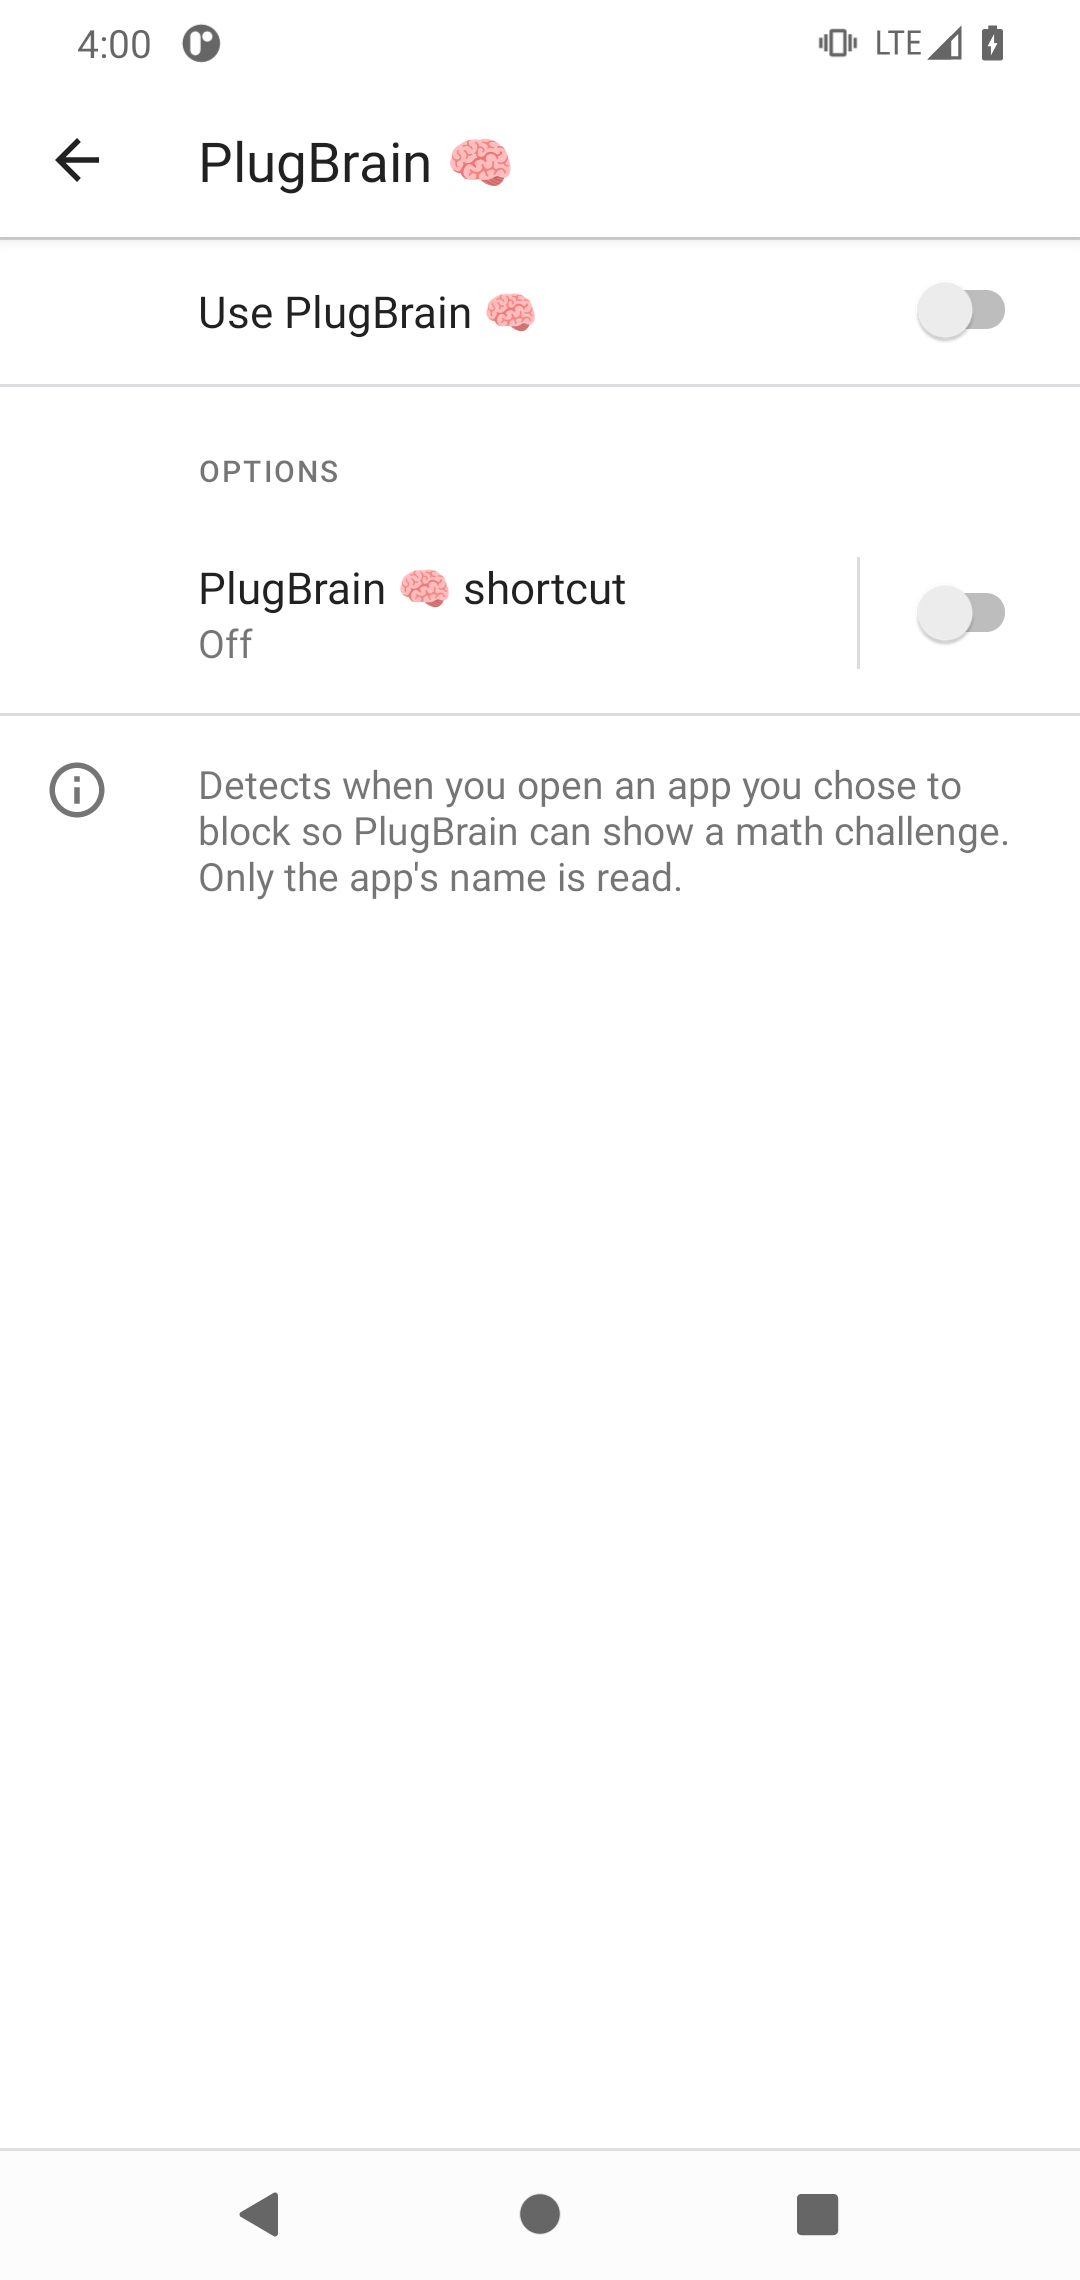 4:00
LTE
PlugBrain 🧠
Use PlugBrain 🧠
OPTIONS
PlugBrain 🧠 shortcut
Off
Detects when you open an app you chose to
block so PlugBrain can show a math challenge.
Only the app's name is read.